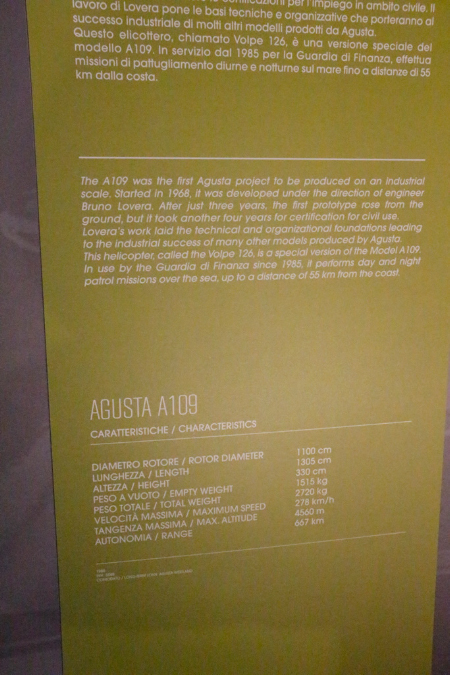 per l'impiego in ambito civile. Il
lavoro di Lovera pone le basi tecniche e organizzative che porteranno al
successo industriale di molti altri modelli prodotti da Agusta.
Questo elicottero, chiamato Volpe 126, è una versione speciale del
modello A109. In servizio dal 1985 per la Guardia di Finanza, effettua
missioni di pattugliamento diurne e notturne sul mare fino a distanze di 55
km dalla costa.
The A109 was the first Agusta project to be produced on an industrial
scale. Started in 1968, it was developed under the direction of engineer
Bruno Lovera. After just three years, the first prototype rose from the
ground, but it took another four years for certification for civil use.
Lovera's work laid the technical and organizational foundations leading
to the industrial success of many other models produced by Agusta.
This helicopter, called the Volpe 126, is a special version of the Model A109.
In use by the Guardia di Finanza since 1985, it performs day and night
patrol missions over the sea, up to a distance of 55 km from the coast.
AGUSTA A109
CARATTERISTICHE / CHARACTERISTICS
DIAMETRO ROTORE / ROTOR DIAMETER 1100 cm
LUNGHEZZA / LENGTH 1305 cm
ALTEZZA / HEIGHT 330 cm
PESO A VUOTO / EMPTY WEIGHT 1515 kg
PESO TOTALE / TOTAL WEIGHT 2720 kg
VELOCITÀ MASSIMA / MAXIMUM SPEED 278 km/h
TANGENZA MASSIMA / MAX. ALTITUDE 4560 m
AUTONOMIA / RANGE 667 km